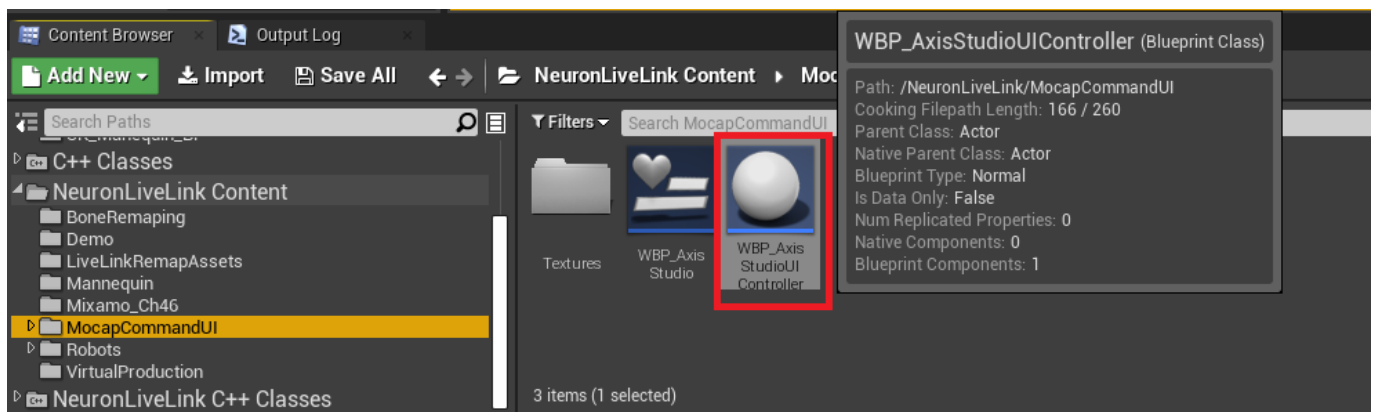 Content Browser
Output Log
Add New
Import
Save All
NeuronLiveLink Content
Search Paths
C++ Classes
NeuronLiveLink Content
BoneRemaping
Demo
LiveLinkRemapAssets
Mannequin
Mixamo_Ch46
MocapCommandUI
Robots
VirtualProduction
NeuronLiveLink C++ Classes
Filters
Search MocapCommandUI
Textures
WBP_Axis
Studio
WBP_Axis
StudioUI
Controller
3 items (1 selected)
WBP_AxisStudioUIController (Blueprint Class)
Path: /NeuronLiveLink/MocapCommandUI
Cooking Filepath Length: 166 / 260
Parent Class: Actor
Native Parent Class: Actor
Blueprint Type: Normal
Is Data Only: False
Num Replicated Properties: 0
Native Components: 0
Blueprint Components: 1